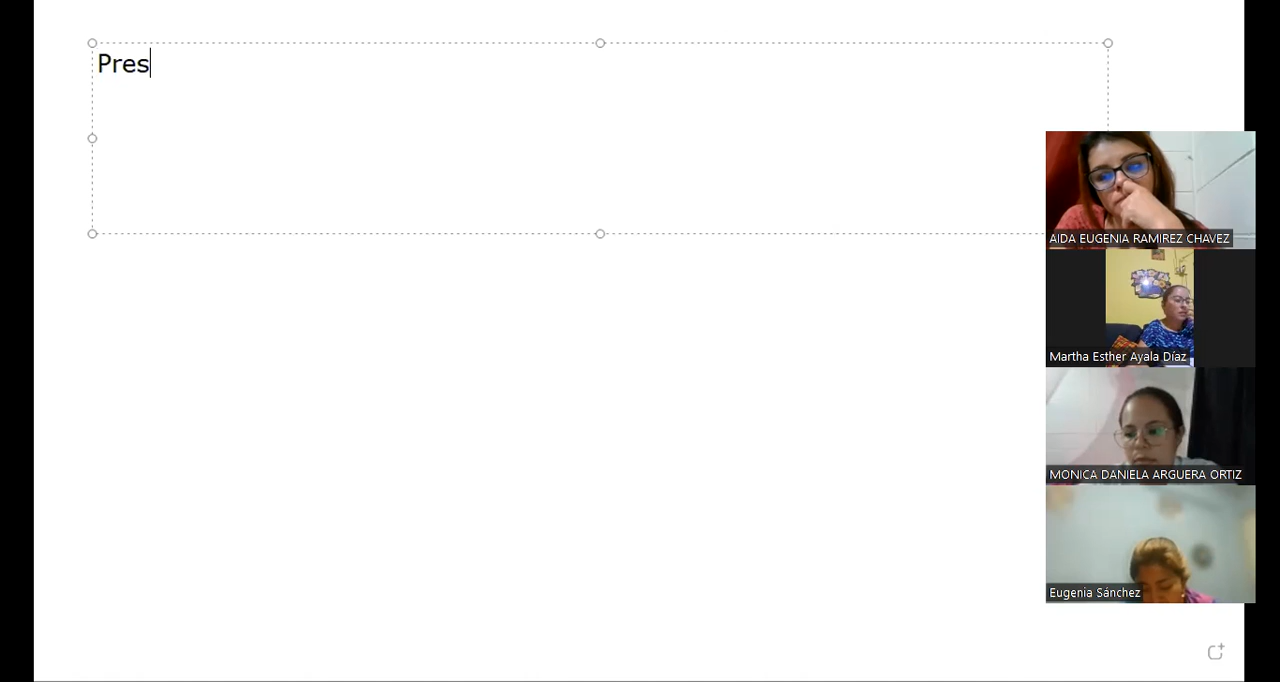 Pres
AIDA EUGENIA RAMIREZ CHAVEZ
Martha Esther Ayala Díaz
MONICA DANIELA ARGUERA ORTIZ
Eugenia Sánchez